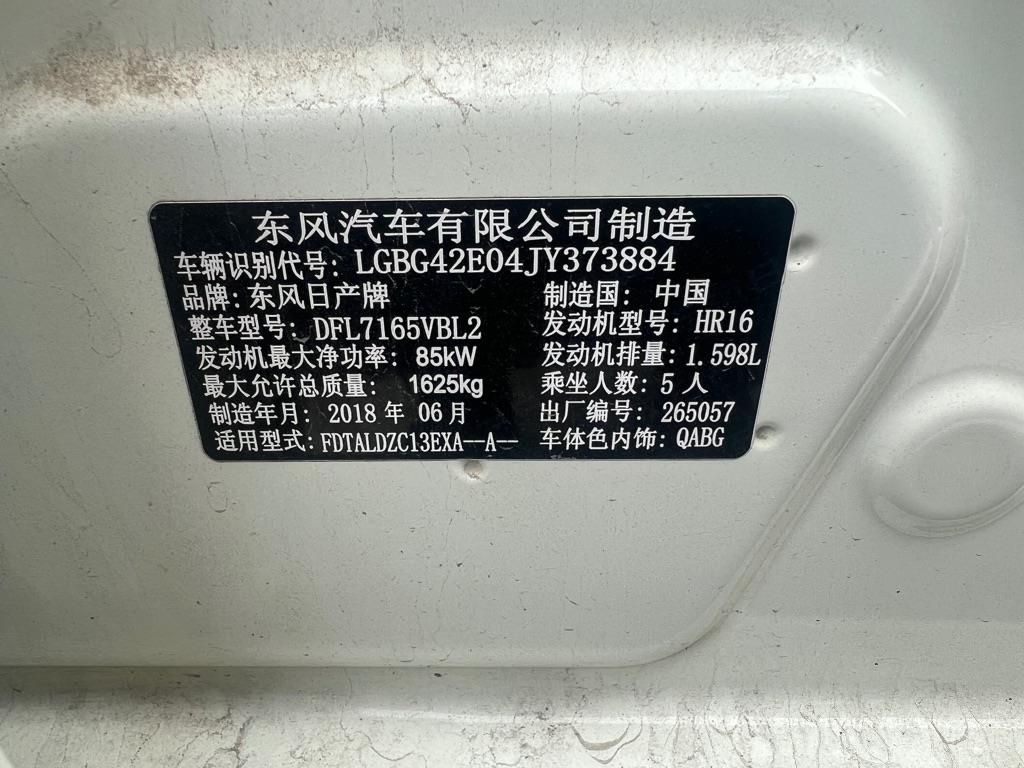 东风汽车有限公司制造
车辆识别代号: LGBG42E04JY373884
品牌: 东风日产牌 制造国: 中国
整车型号: DFL7165VBL2 发动机型号: HR16
发动机最大净功率: 85kW 发动机排量: 1.598L
最大允许总质量: 1625kg 乘坐人数: 5 人
制造年月: 2018 年 06 月 出厂编号: 265057
适用型式: FDTALDZC13EXA--A-- 车体色内饰: QABG